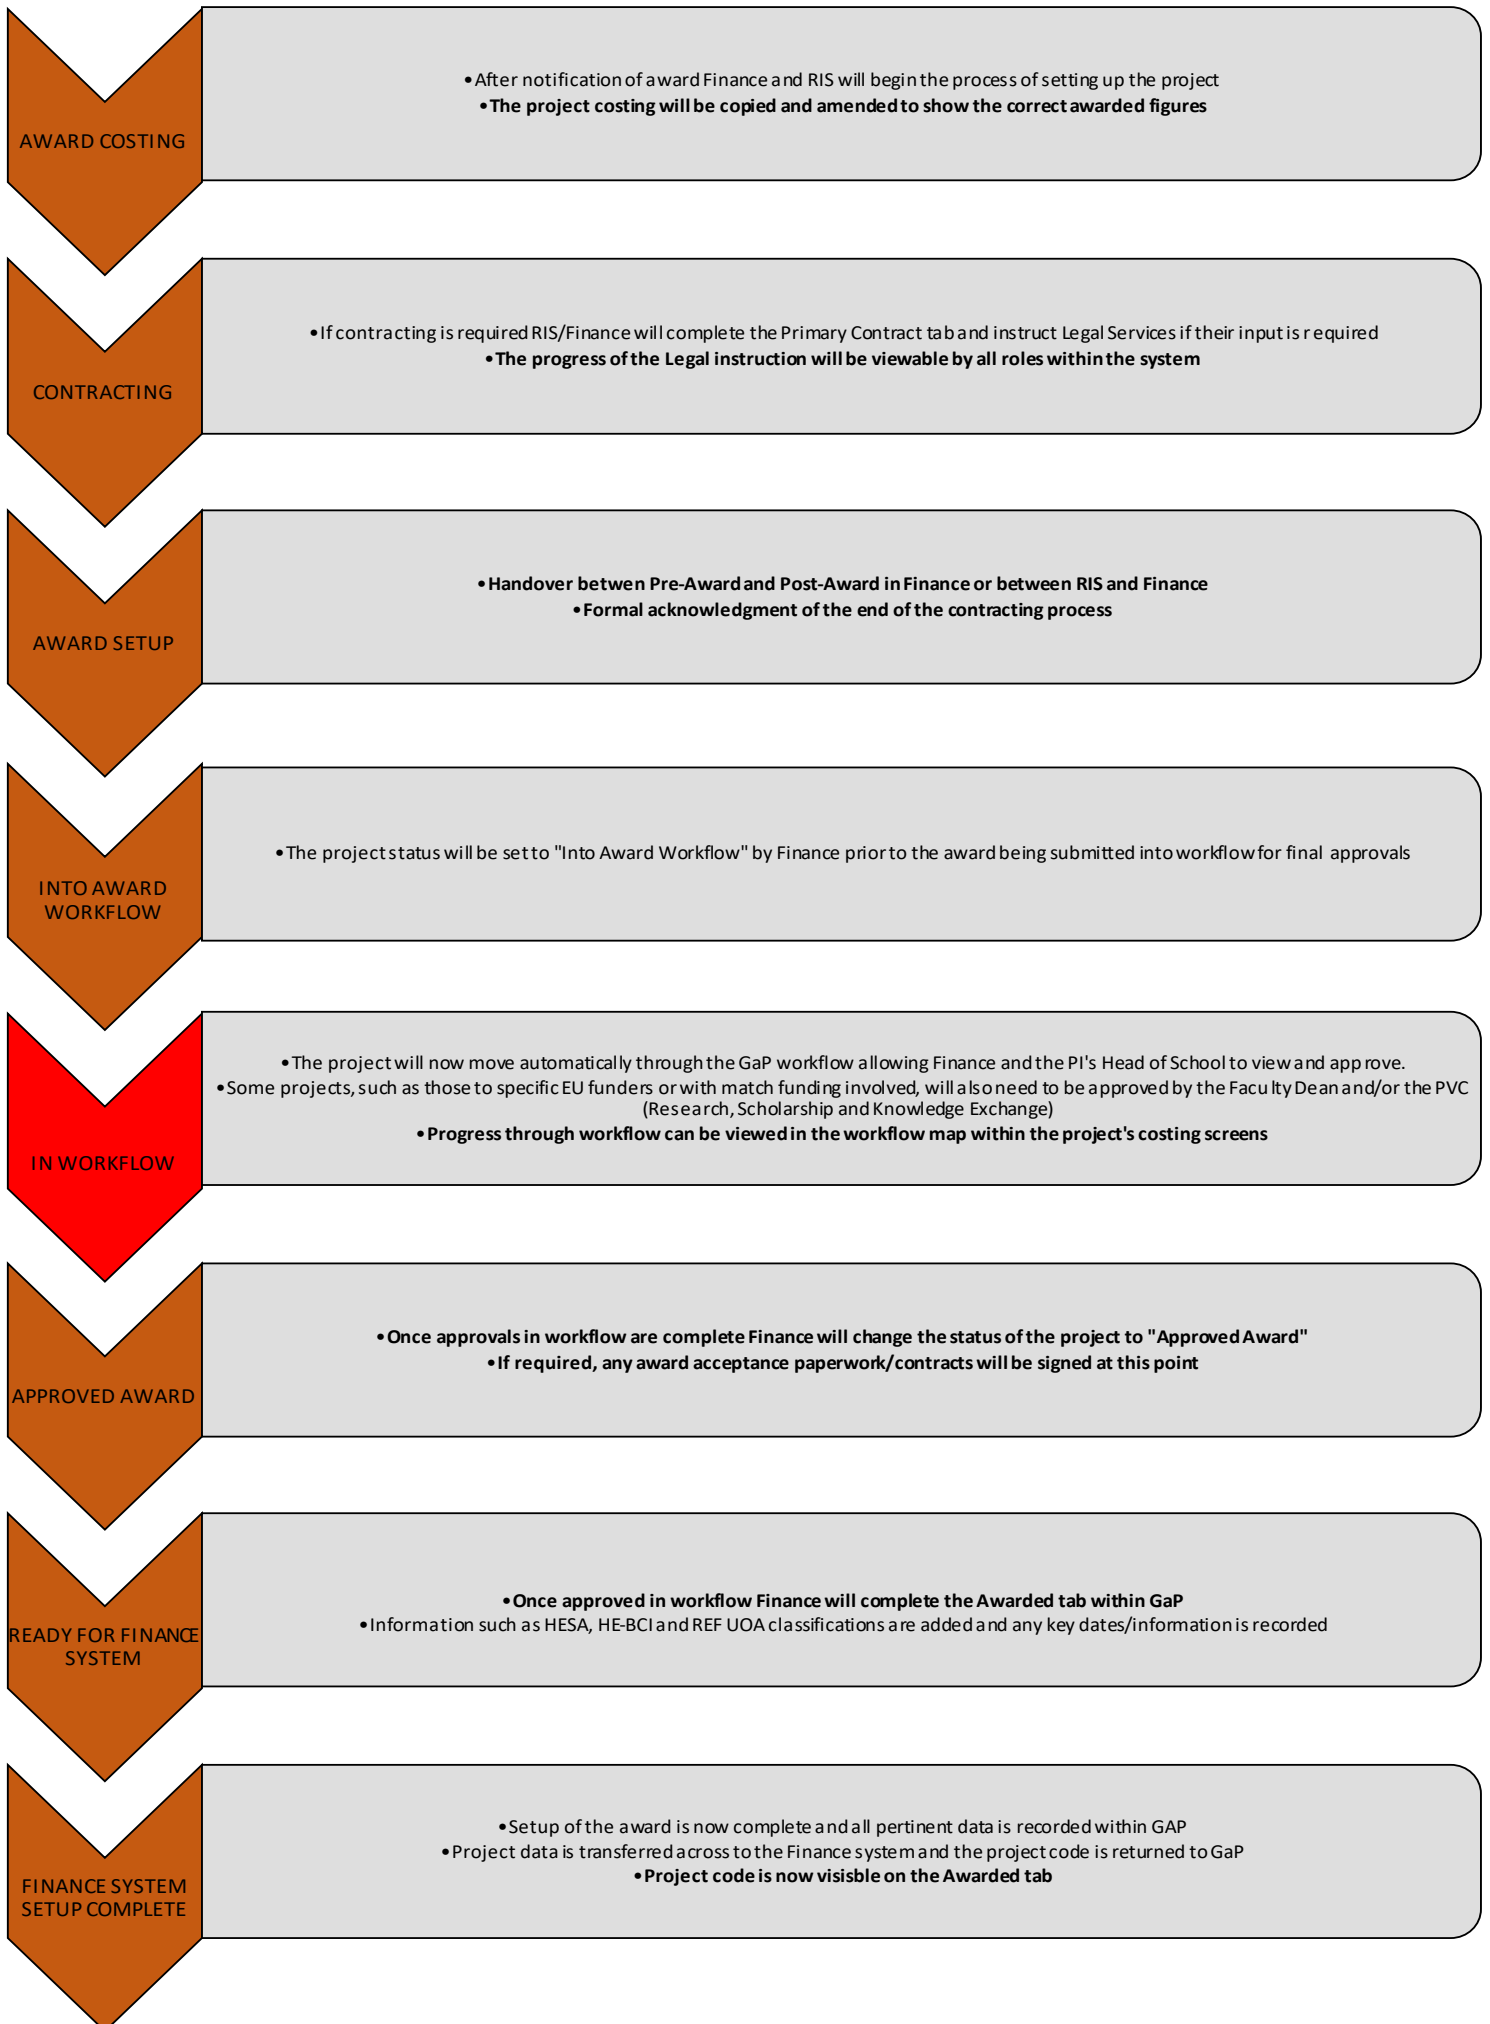 AWARD COSTING
•After notification of award Finance and RIS will begin the process of setting up the project
•The project costing will be copied and amended to show the correct awarded figures
CONTRACTING
•If contracting is required RIS/Finance will complete the Primary Contract tab and instruct Legal Services if their input is required
•The progress of the Legal instruction will be viewable by all roles within the system
AWARD SETUP
•Handover betwen Pre-Award and Post-Award in Finance or between RIS and Finance
•Formal acknowledgment of the end of the contracting process
INTO AWARD
WORKFLOW
•The project status will be set to "Into Award Workflow" by Finance prior to the award being submitted into workflow for final approvals
IN WORKFLOW
•The project will now move automatically through the GaP workflow allowing Finance and the PI's Head of School to view and approve.
•Some projects, such as those to specific EU funders or with match funding involved, will also need to be approved by the Faculty Dean and/or the PVC
(Research, Scholarship and Knowledge Exchange)
•Progress through workflow can be viewed in the workflow map within the project's costing screens
APPROVED AWARD
•Once approvals in workflow are complete Finance will change the status of the project to "Approved Award"
•If required, any award acceptance paperwork/contracts will be signed at this point
READY FOR FINANCE
SYSTEM
•Once approved in workflow Finance will complete the Awarded tab within GaP
•Information such as HESA, HE-BCI and REF UOA classifications are added and any key dates/information is recorded
FINANCE SYSTEM
SETUP COMPLETE
•Setup of the award is now complete and all pertinent data is recorded within GAP
•Project data is transferred across to the Finance system and the project code is returned to GaP
•Project code is now visisble on the Awarded tab